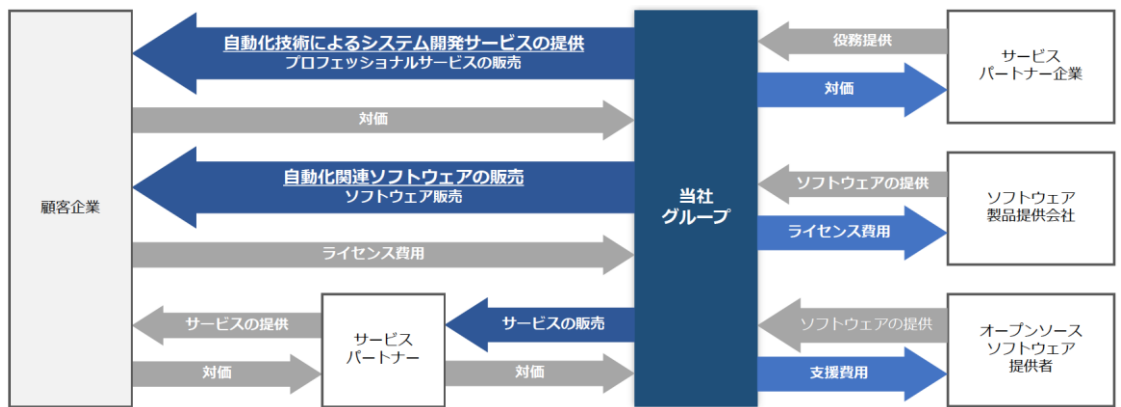 自動化技術によるシステム開発サービスの提供
プロフェッショナルサービスの販売
対価
自動化関連ソフトウェアの販売
ソフトウェア販売
ライセンス費用
顧客企業
サービスの提供
対価
サービス
パートナー
サービスの販売
対価
当社
グループ
役務提供
対価
サービス
パートナー企業
ソフトウェアの提供
ライセンス費用
ソフトウェア
製品提供会社
ソフトウェアの提供
支援費用
オープンソース
ソフトウェア
提供者